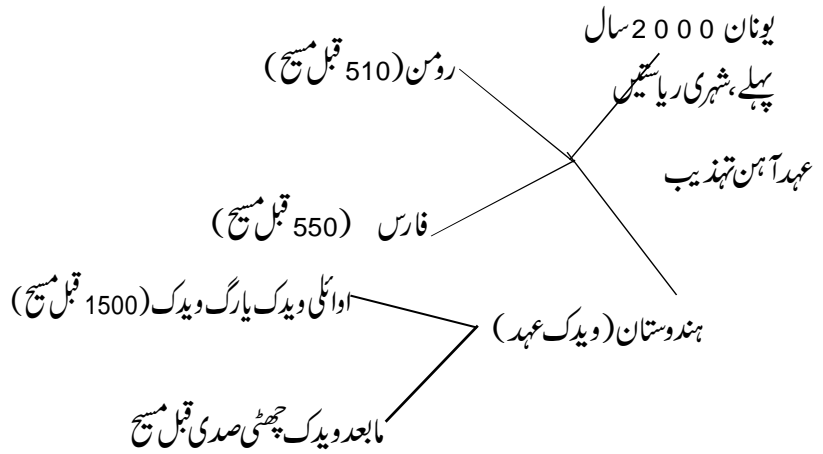 یونان 2000 سال
پہلے، شہری ریاستیں
رومن (510 قبل مسیح)
عہد آہن تہذیب
فارس (550 قبل مسیح)
ہندوستان (ویدک عہد)
اوائلی ویدک یا رگ ویدک (1500 قبل مسیح)
مابعد ویدک چھٹی صدی قبل مسیح